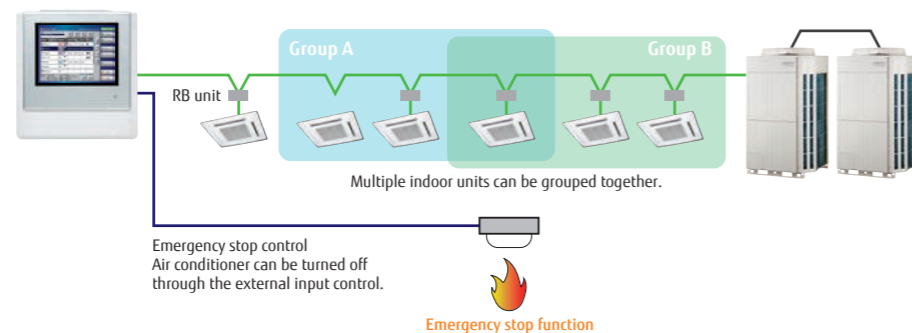 Group A
Group B
RB unit
Multiple indoor units can be grouped together.
Emergency stop control
Air conditioner can be turned off
through the external input control.
Emergency stop function